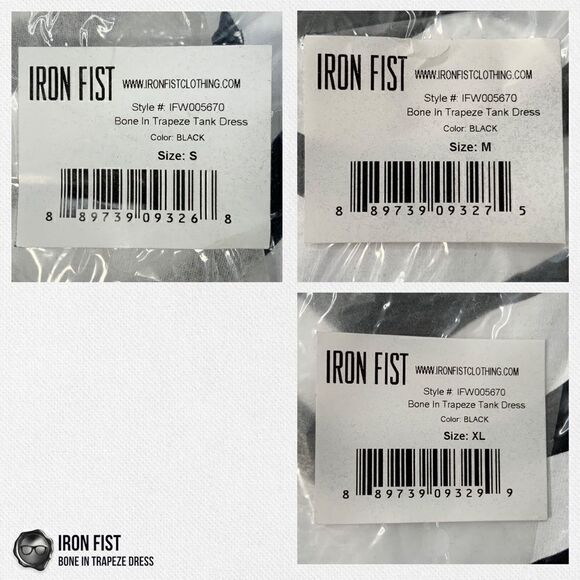 IRON FIST WWW.IRONFISTCLOTHING.COM
Style #: IFW005670
Bone In Trapeze Tank Dress
Color: BLACK
Size: S
8 89739 09326 8
IRON FIST WWW.IRONFISTCLOTHING.COM
Style #: IFW005670
Bone In Trapeze Tank Dress
Color: BLACK
Size: M
8 89739 09327 5
IRON FIST WWW.IRONFISTCLOTHING.COM
Style #: IFW005670
Bone In Trapeze Tank Dress
Color: BLACK
Size: XL
8 89739 09329 9
IRON FIST
BONE IN TRAPEZE DRESS